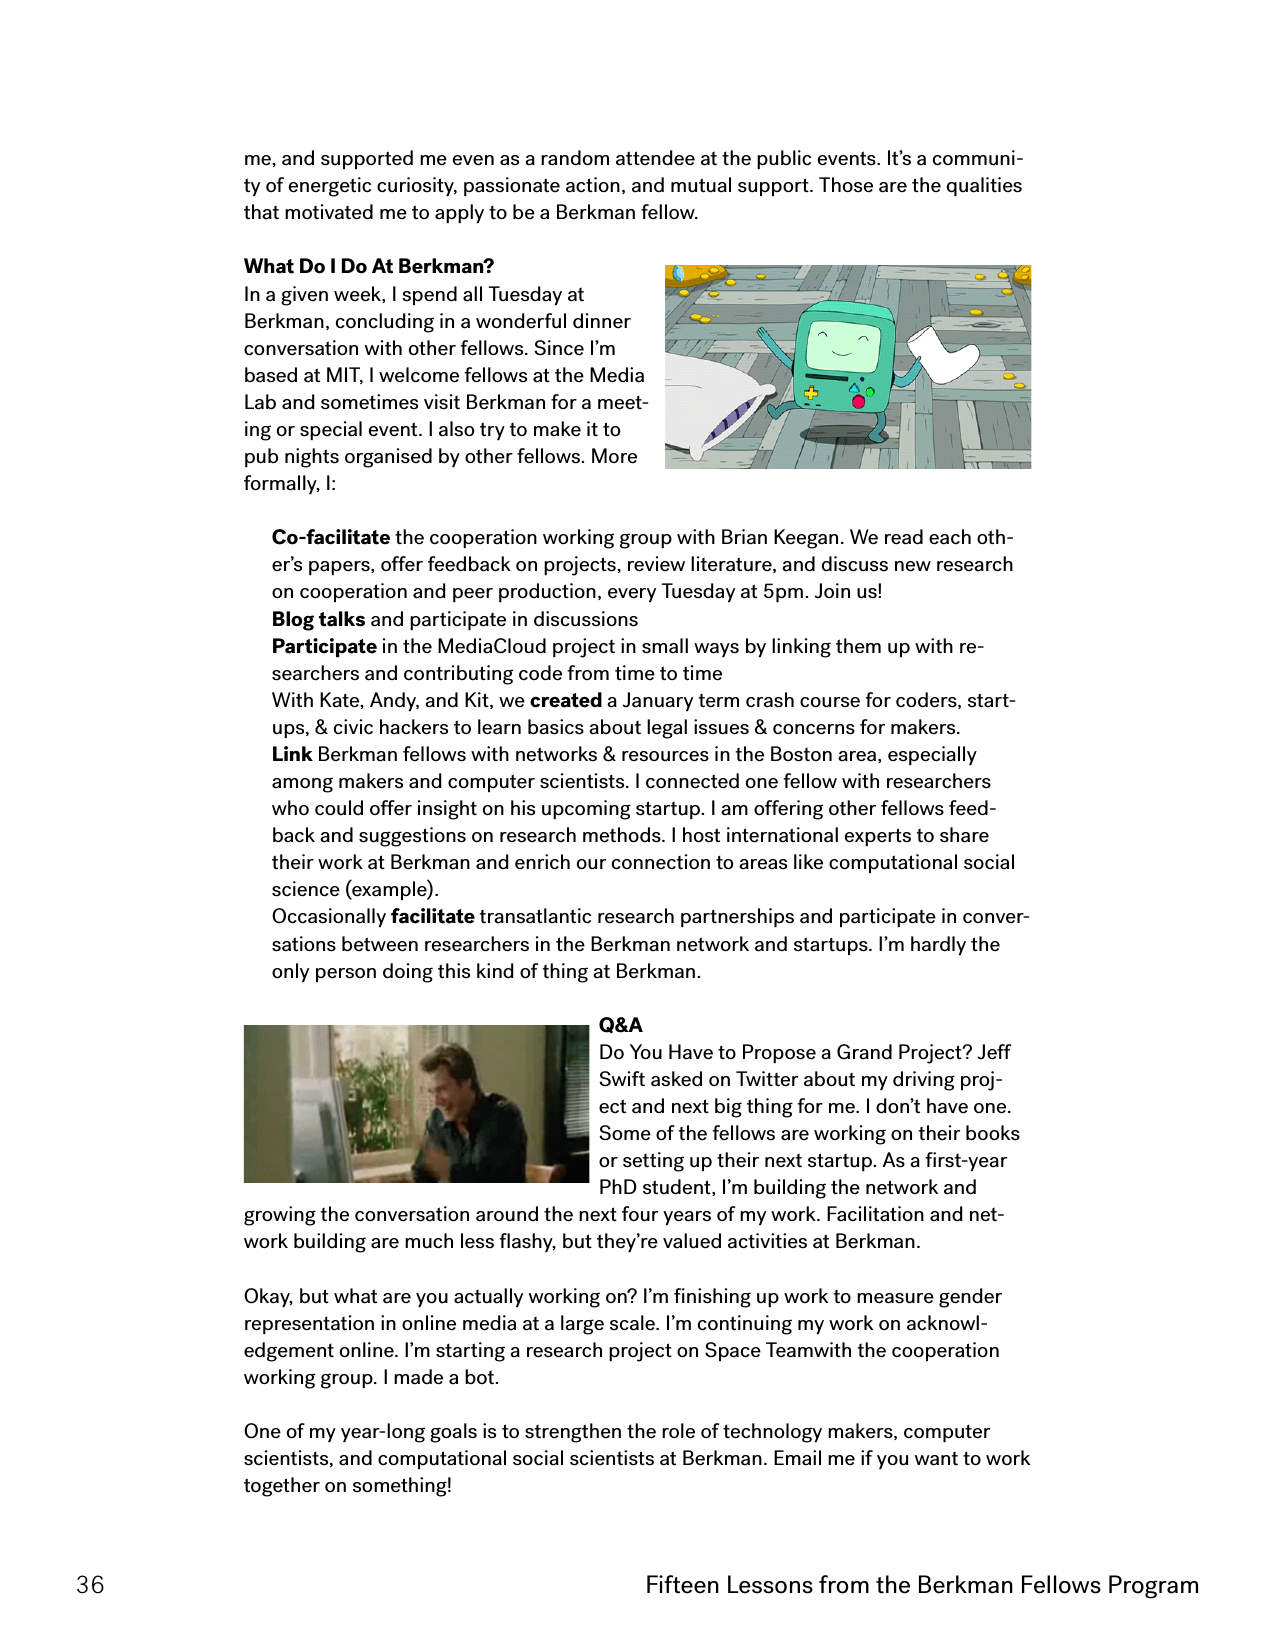 me, and supported me even as a random attendee at the public events. It’s a communi-
ty of energetic curiosity, passionate action, and mutual support. Those are the qualities
that motivated me to apply to be a Berkman fellow.
What Do I Do At Berkman?
In a given week, I spend all Tuesday at
Berkman, concluding in a wonderful dinner
conversation with other fellows. Since I’m
based at MIT, I welcome fellows at the Media
Lab and sometimes visit Berkman for a meet-
ing or special event. I also try to make it to
pub nights organised by other fellows. More
formally, I:
Co-facilitate the cooperation working group with Brian Keegan. We read each oth-
er’s papers, offer feedback on projects, review literature, and discuss new research
on cooperation and peer production, every Tuesday at 5pm. Join us!
Blog talks and participate in discussions
Participate in the MediaCloud project in small ways by linking them up with re-
searchers and contributing code from time to time
With Kate, Andy, and Kit, we created a January term crash course for coders, start-
ups, & civic hackers to learn basics about legal issues & concerns for makers.
Link Berkman fellows with networks & resources in the Boston area, especially
among makers and computer scientists. I connected one fellow with researchers
who could offer insight on his upcoming startup. I am offering other fellows feed-
back and suggestions on research methods. I host international experts to share
their work at Berkman and enrich our connection to areas like computational social
science (example).
Occasionally facilitate transatlantic research partnerships and participate in conver-
sations between researchers in the Berkman network and startups. I’m hardly the
only person doing this kind of thing at Berkman.
Q&A
Do You Have to Propose a Grand Project? Jeff
Swift asked on Twitter about my driving proj-
ect and next big thing for me. I don’t have one.
Some of the fellows are working on their books
or setting up their next startup. As a first-year
PhD student, I’m building the network and
growing the conversation around the next four years of my work. Facilitation and net-
work building are much less flashy, but they’re valued activities at Berkman.
Okay, but what are you actually working on? I’m finishing up work to measure gender
representation in online media at a large scale. I’m continuing my work on acknowl-
edgement online. I’m starting a research project on Space Teamwith the cooperation
working group. I made a bot.
One of my year-long goals is to strengthen the role of technology makers, computer
scientists, and computational social scientists at Berkman. Email me if you want to work
together on something!
36
Fifteen Lessons from the Berkman Fellows Program